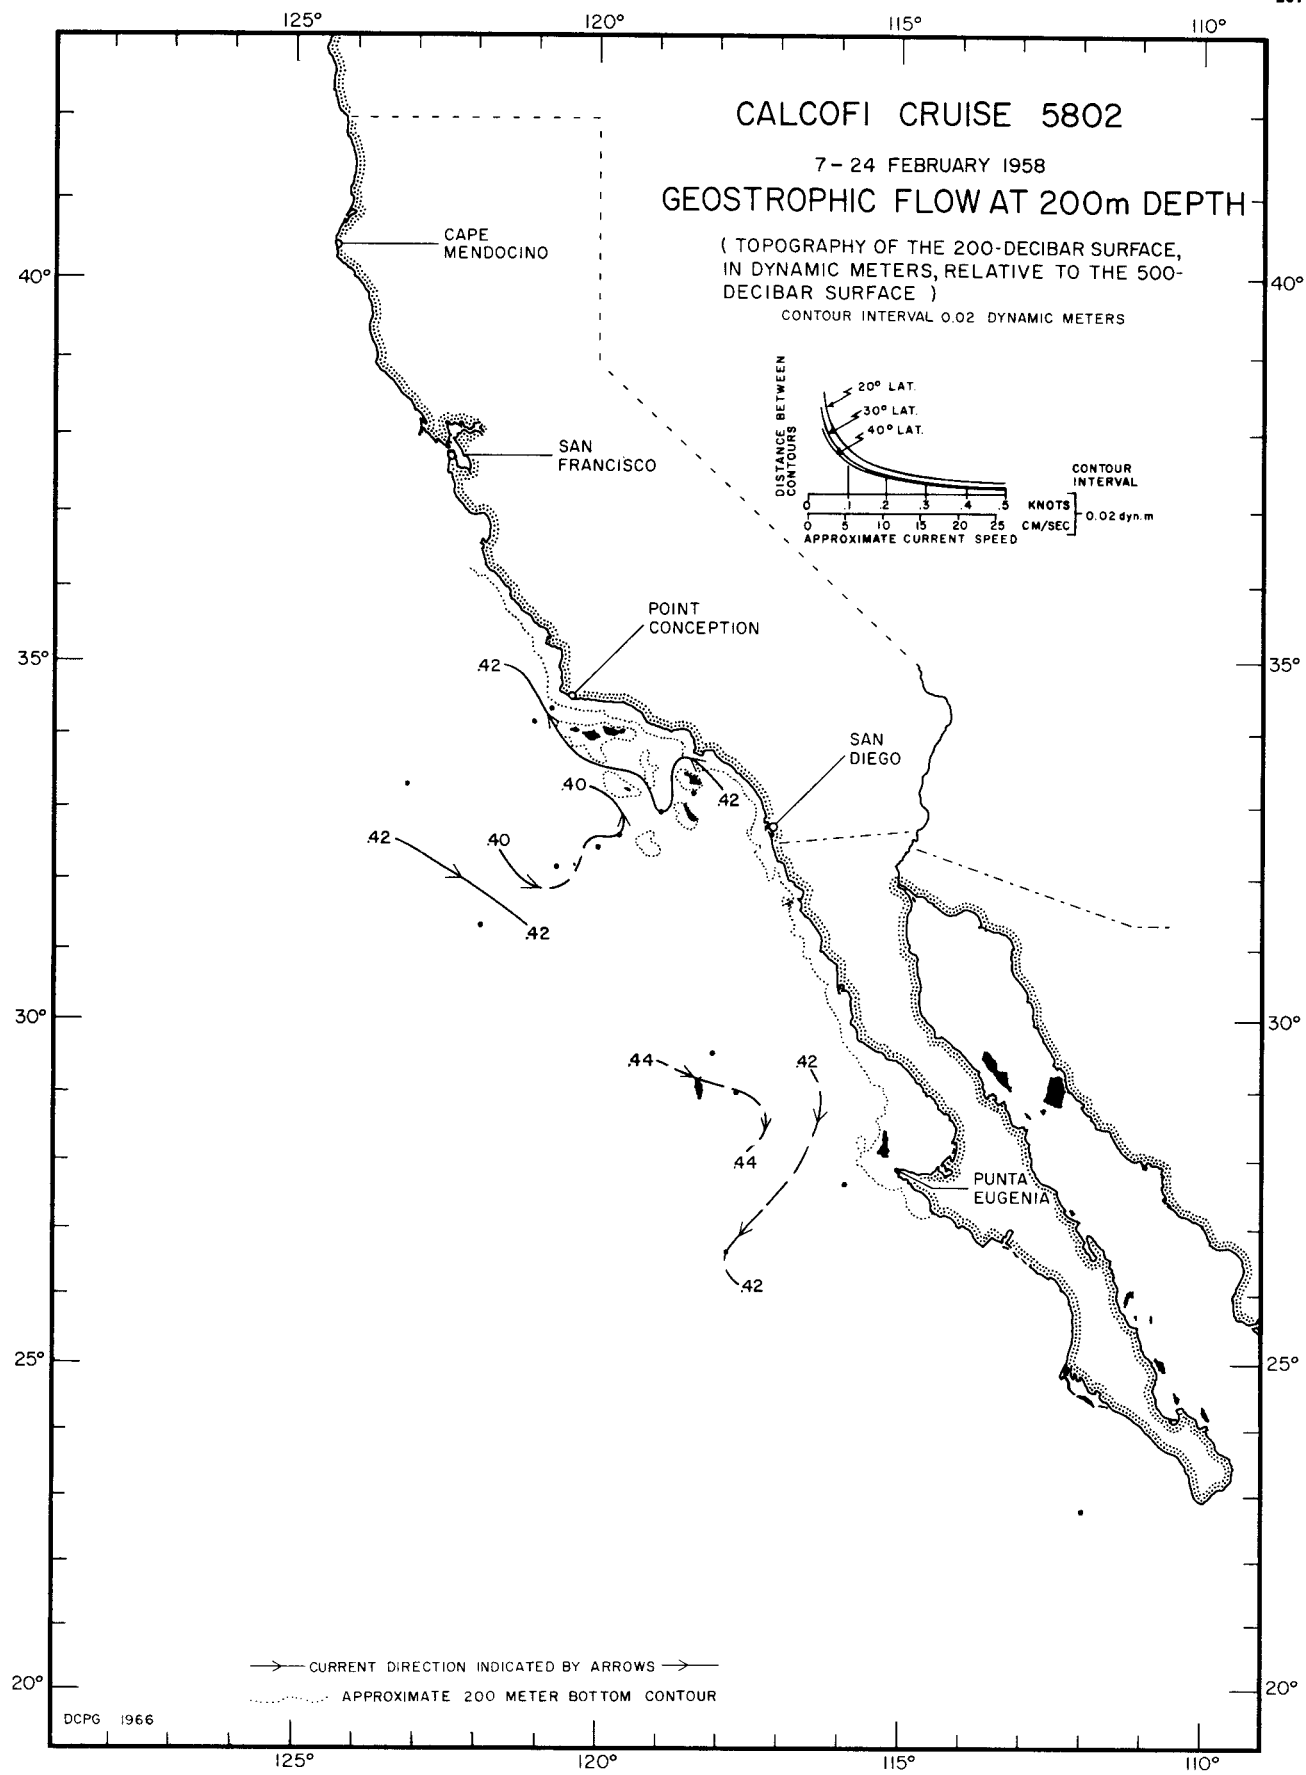 125° 120° 115° 110°
CALCOFI CRUISE 5802
7-24 FEBRUARY 1958
GEOSTROPHIC FLOW AT 200m DEPTH
( TOPOGRAPHY OF THE 200-DECIBAR SURFACE,
IN DYNAMIC METERS, RELATIVE TO THE 500-
DECIBAR SURFACE )
CONTOUR INTERVAL 0.02 DYNAMIC METERS
CAPE
MENDOCINO
40° 40°
DISTANCE BETWEEN
CONTOURS
20° LAT.
30° LAT.
40° LAT.
CONTOUR
INTERVAL
0 .1 .2 .3 .4 .5 KNOTS
0 5 10 15 20 25 CM/SEC
0.02 dyn.m
APPROXIMATE CURRENT SPEED
SAN
FRANCISCO
POINT
CONCEPTION
35° 35°
.42
SAN
DIEGO
.40
.42
.42
.40
.42
30° 30°
.44
.42
.44
PUNTA
EUGENIA
.42
25° 25°
CURRENT DIRECTION INDICATED BY ARROWS
20° 20°
APPROXIMATE 200 METER BOTTOM CONTOUR
DCPG 1966
125° 120° 115° 110°